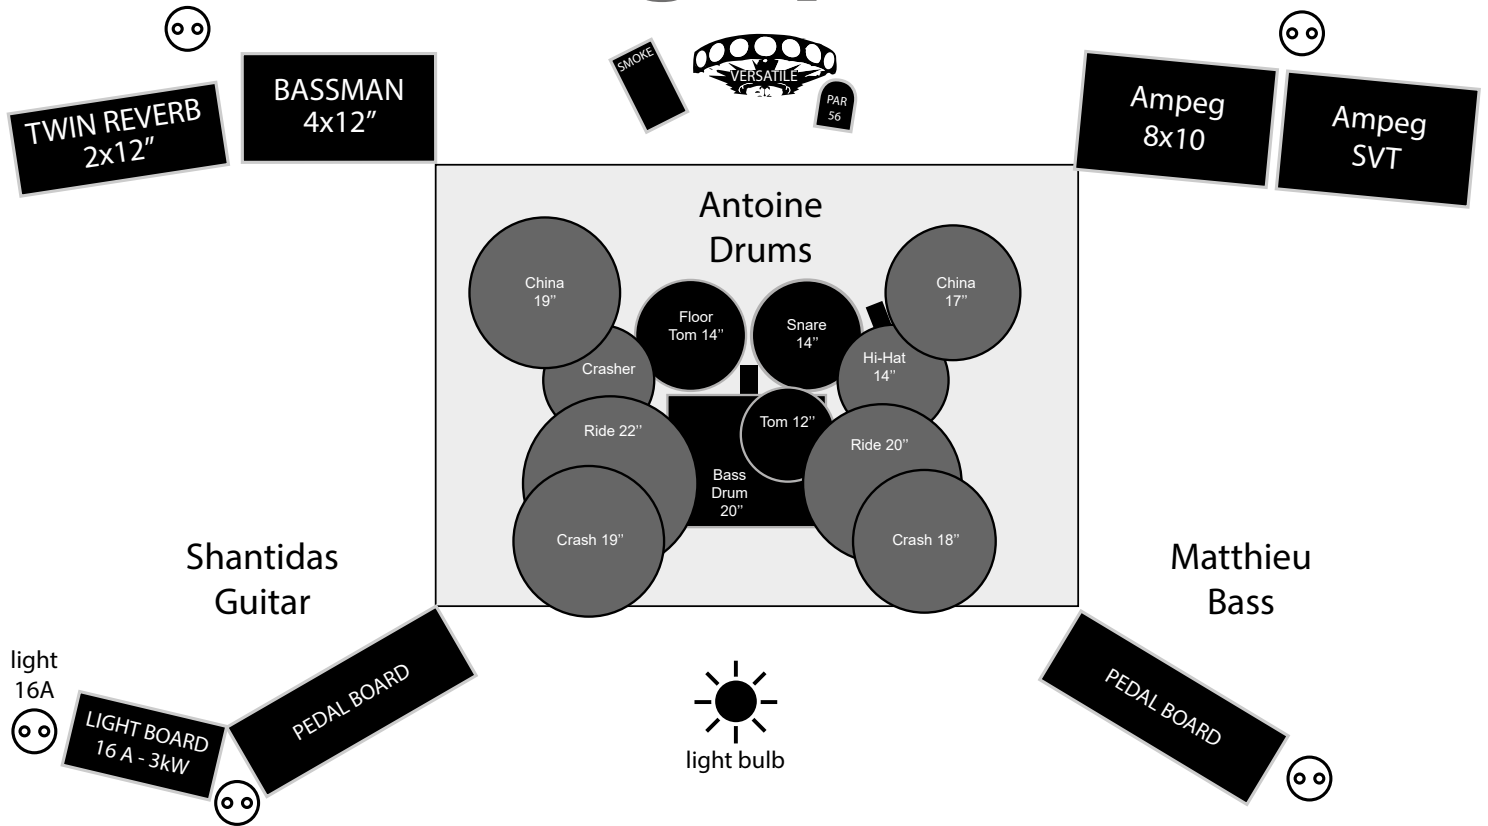 SMOKE
VERSATILE
PAR
56
BASSMAN
4x12”
TWIN REVERB
2x12”
Ampeg
8x10
Ampeg
SVT
Antoine
Drums
China
19’’
China
17’’
Floor
Tom 14’’
Snare
14’’
Crasher
Hi-Hat
14’’
Tom 12’’
Ride 22’’
Ride 20’’
Bass
Drum
20’’
Crash 19’’
Crash 18’’
Shantidas
Guitar
Matthieu
Bass
light
16A
LIGHT BOARD
16 A - 3kW
PEDAL BOARD
PEDAL BOARD
light bulb